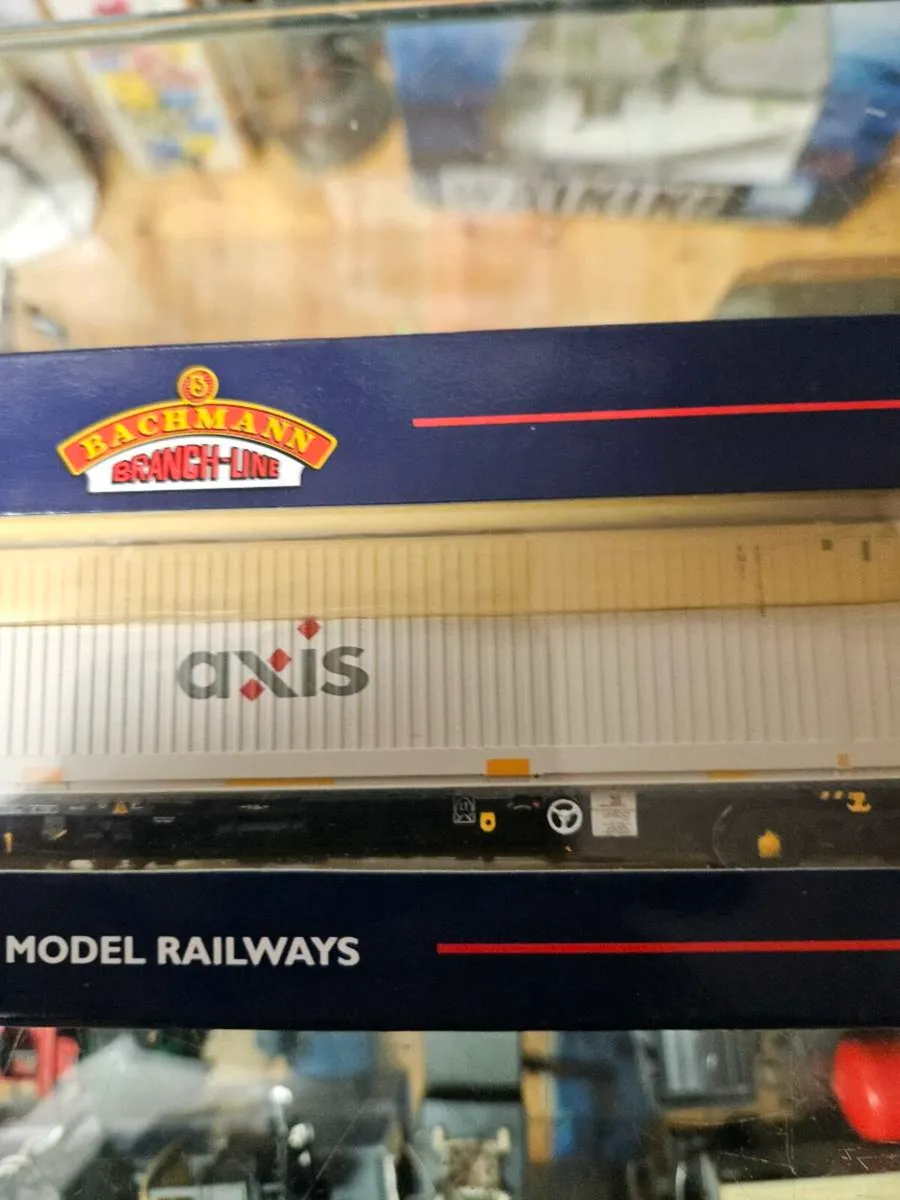 B
BACHMANN
BRANCH-LINE
axis
MODEL RAILWAYS